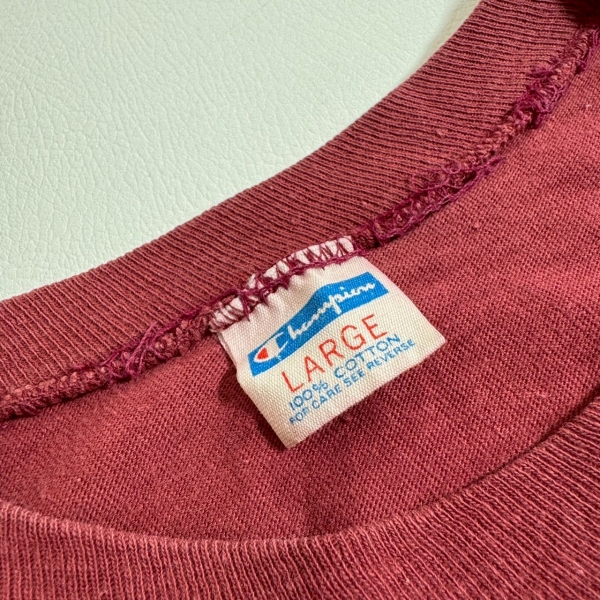 Champion
LARGE
100% COTTON
FOR CARE SEE REVERSE